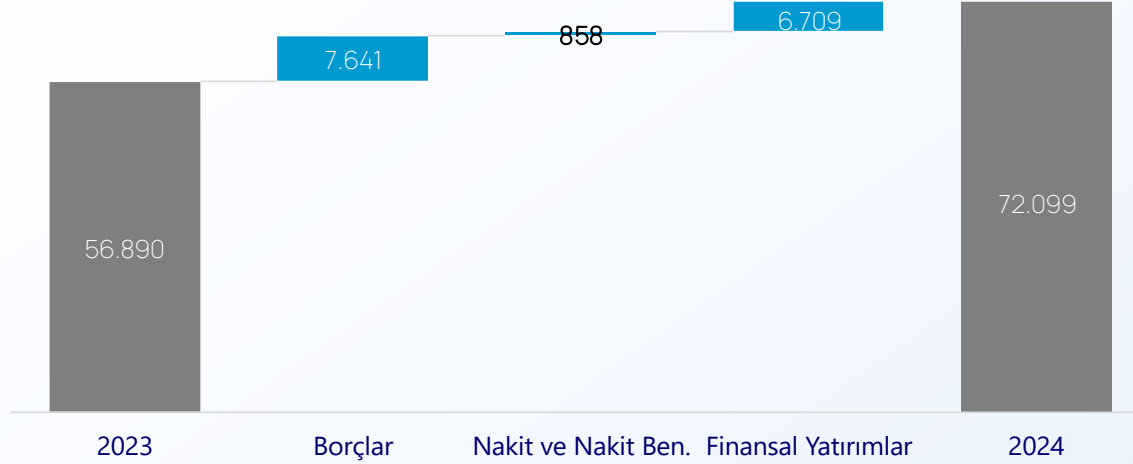 6.709
858
7.641
72.099
56.890
2023
Borçlar
Nakit ve Nakit Ben.
Finansal Yatırımlar
2024